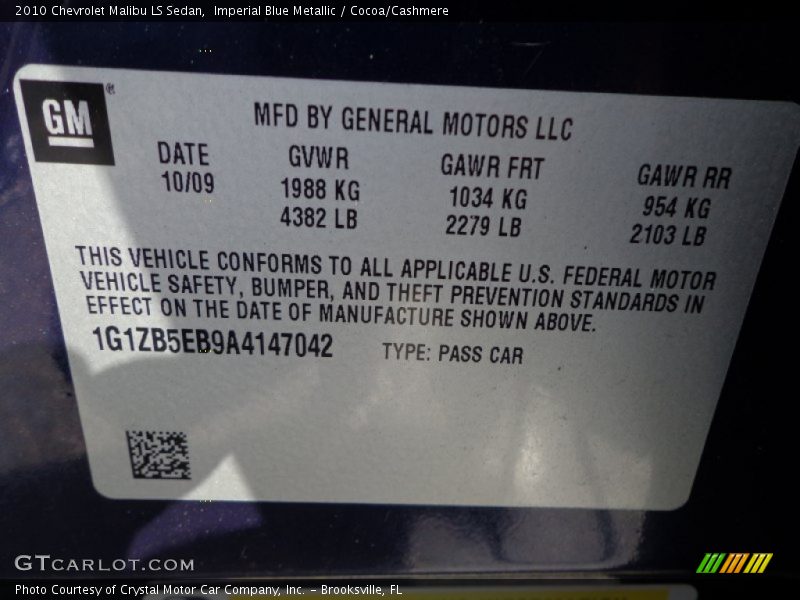 2010 Chevrolet Malibu LS Sedan,  Imperial Blue Metallic / Cocoa/Cashmere
GM®
MFD BY GENERAL MOTORS LLC
DATE GVWR GAWR FRT GAWR RR
10/09 1988 KG 1034 KG 954 KG
4382 LB 2279 LB 2103 LB
THIS VEHICLE CONFORMS TO ALL APPLICABLE U.S. FEDERAL MOTOR
VEHICLE SAFETY, BUMPER, AND THEFT PREVENTION STANDARDS IN
EFFECT ON THE DATE OF MANUFACTURE SHOWN ABOVE.
1G1ZB5EB9A4147042 TYPE: PASS CAR
GTCARLOT.COM
Photo Courtesy of Crystal Motor Car Company, Inc. – Brooksville, FL